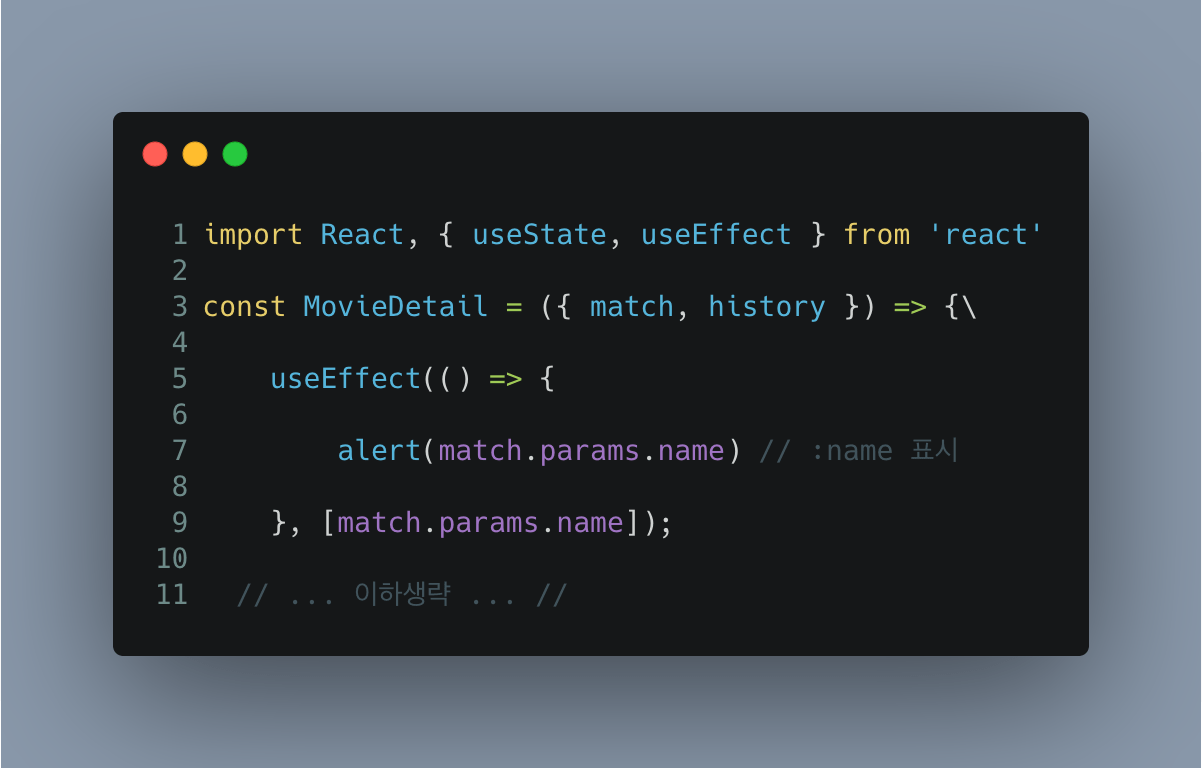 1 import React, { useState, useEffect } from 'react'
2
3 const MovieDetail = ({ match, history }) => {\
4
5     useEffect(() => {
6
7         alert(match.params.name) // :name 표시
8
9     }, [match.params.name]);
10
11   // ... 이하생략 ... //